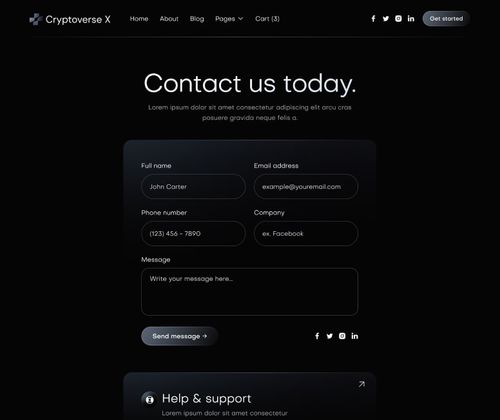 Cryptoverse X Home About Blog Pages Cart (3) Get started
Contact us today.
Lorem ipsum dolor sit amet consectetur adipiscing elit arcu cras
posuere gravida neque felis a.
Full name Email address
John Carter example@youremail.com
Phone number Company
(123) 456 - 7890 ex. Facebook
Message
Write your message here...
Send message →
Help & support
Lorem ipsum dolor sit amet consectetur